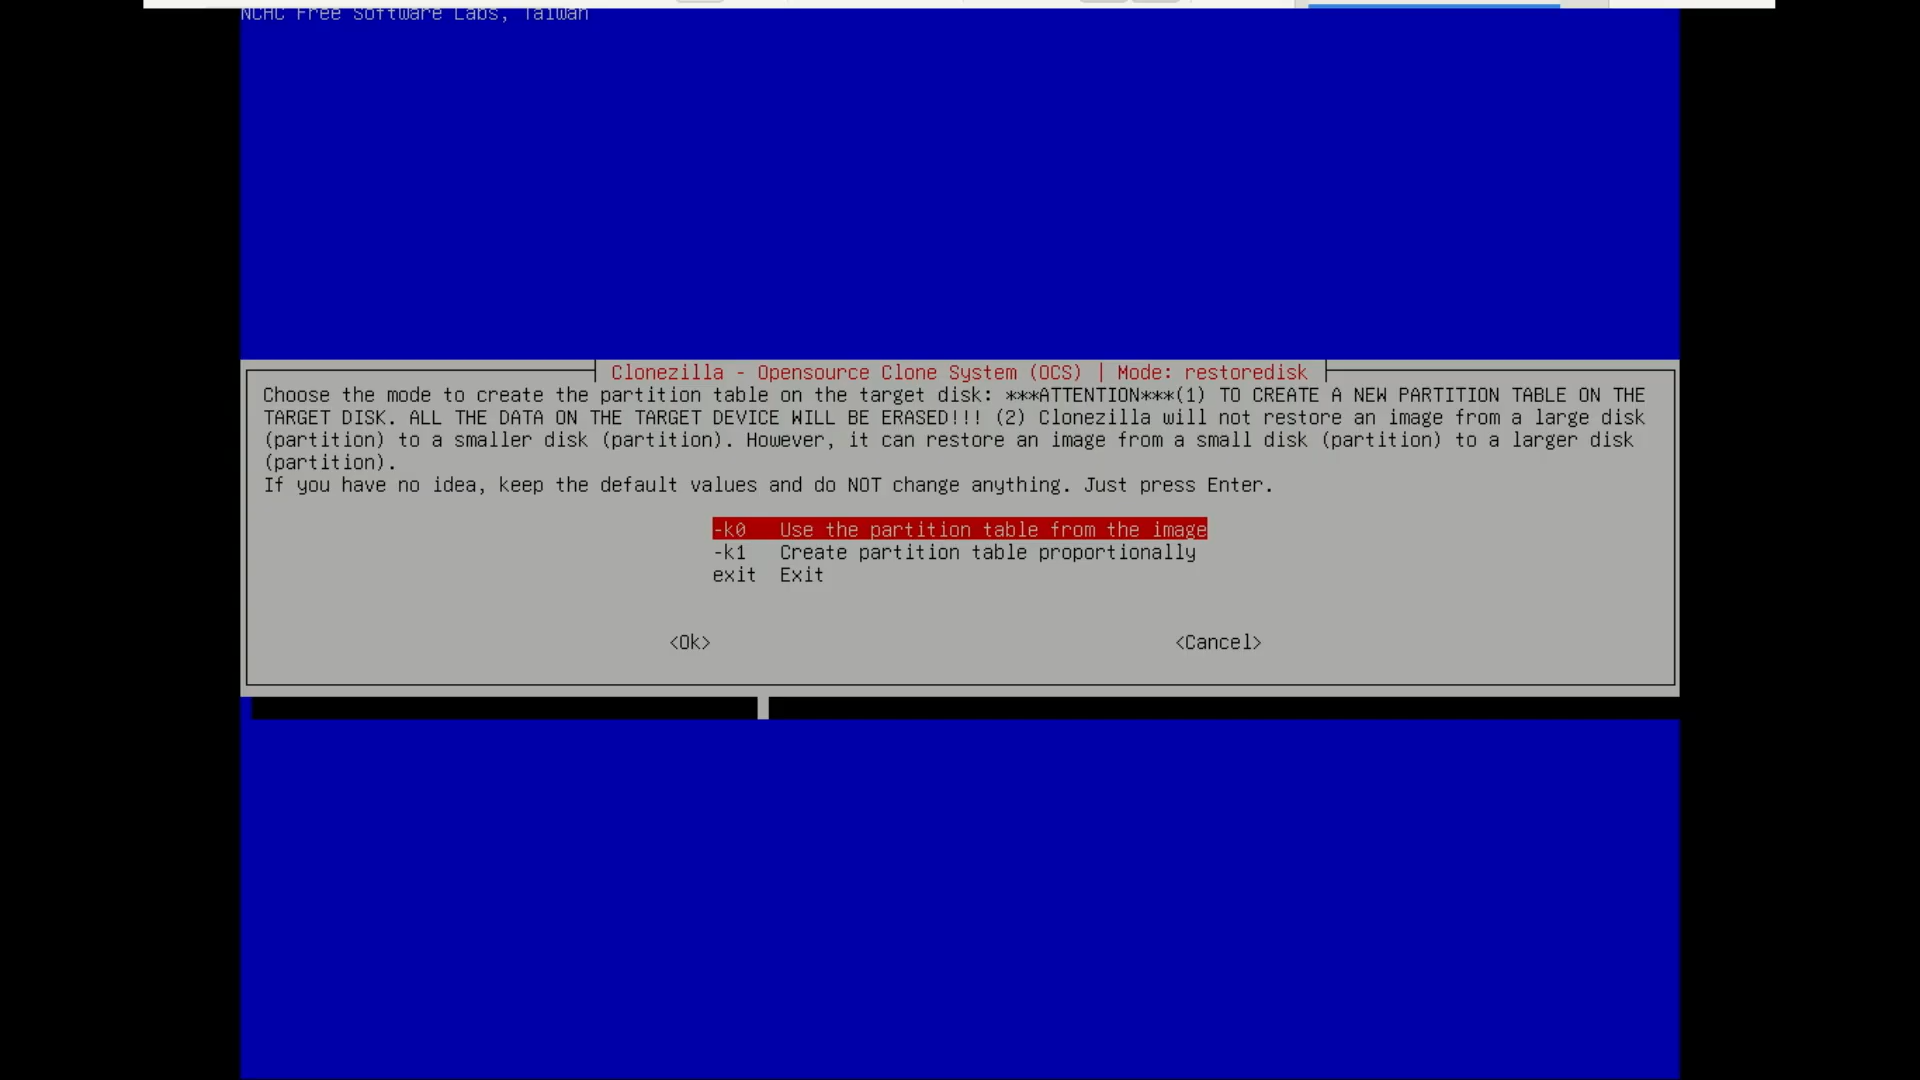 NCHC Free Software Labs, Taiwan
Clonezilla - Opensource Clone System (OCS) | Mode: restoredisk
Choose the mode to create the partition table on the target disk: ***ATTENTION***(1) TO CREATE A NEW PARTITION TABLE ON THE
TARGET DISK. ALL THE DATA ON THE TARGET DEVICE WILL BE ERASED!!! (2) Clonezilla will not restore an image from a large disk
(partition) to a smaller disk (partition). However, it can restore an image from a small disk (partition) to a larger disk
(partition).
If you have no idea, keep the default values and do NOT change anything. Just press Enter.
-k0 Use the partition table from the image
-k1 Create partition table proportionally
exit Exit
<Ok> <Cancel>